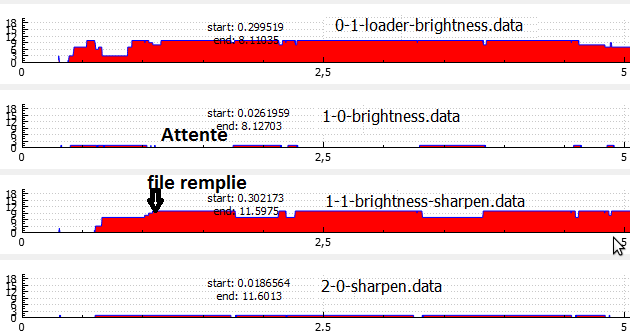 start: 0.299519
end: 8.11035
0-1-loader-brightness.data
18
15
12
9
6
3
0
0
2,5
5
start: 0.0261959
end: 8.12703
1-0-brightness.data
18
15
12
9
6
3
0
Attente
0
2,5
5
file remplie
start: 0.302173
end: 11.5975
1-1-brightness-sharpen.data
18
15
12
9
6
3
0
0
2,5
5
start: 0.0186564
end: 11.6013
2-0-sharpen.data
18
15
12
9
6
3
0
0
2,5
5